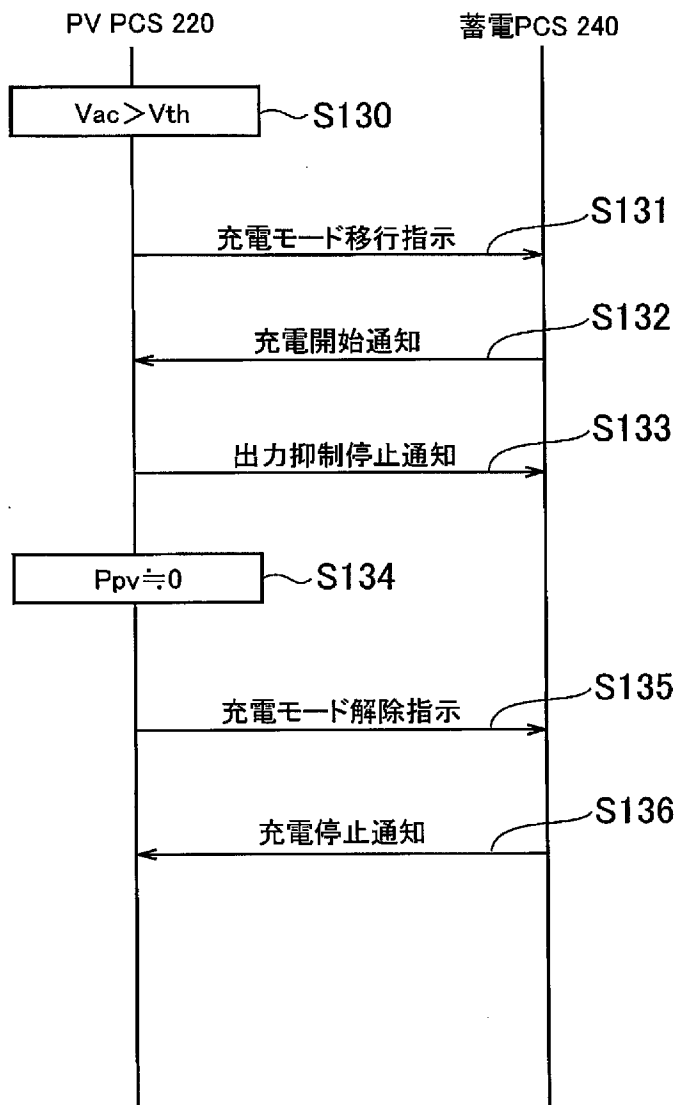 PV PCS 220
蓄電PCS 240
Vac＞Vth
S130
充電モード移行指示
S131
充電開始通知
S132
出力抑制停止通知
S133
Ppv≒0
S134
充電モード解除指示
S135
充電停止通知
S136